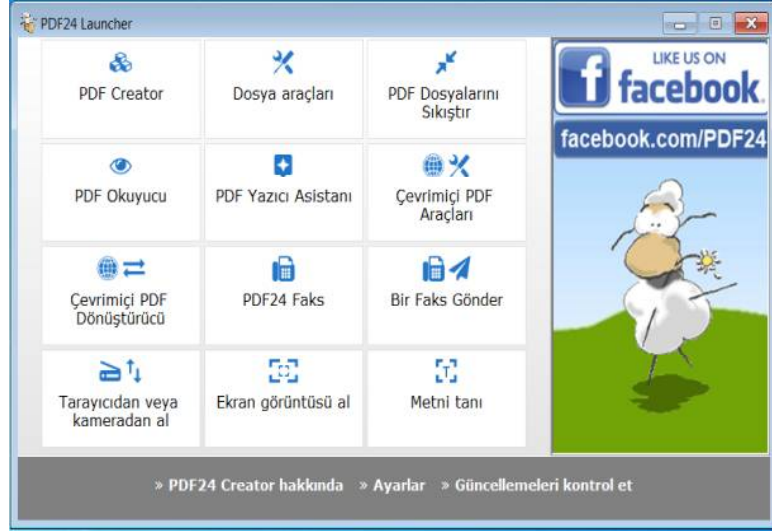 PDF24 Launcher
PDF Creator
Dosya araçları
PDF Dosyalarını
Sıkıştır
PDF Okuyucu
PDF Yazıcı Asistanı
Çevrimiçi PDF
Araçları
Çevrimiçi PDF
Dönüştürücü
PDF24 Faks
Bir Faks Gönder
Tarayıcıdan veya
kameradan al
Ekran görüntüsü al
Metni tanı
LIKE US ON
facebook.
facebook.com/PDF24
» PDF24 Creator hakkında » Ayarlar » Güncellemeleri kontrol et